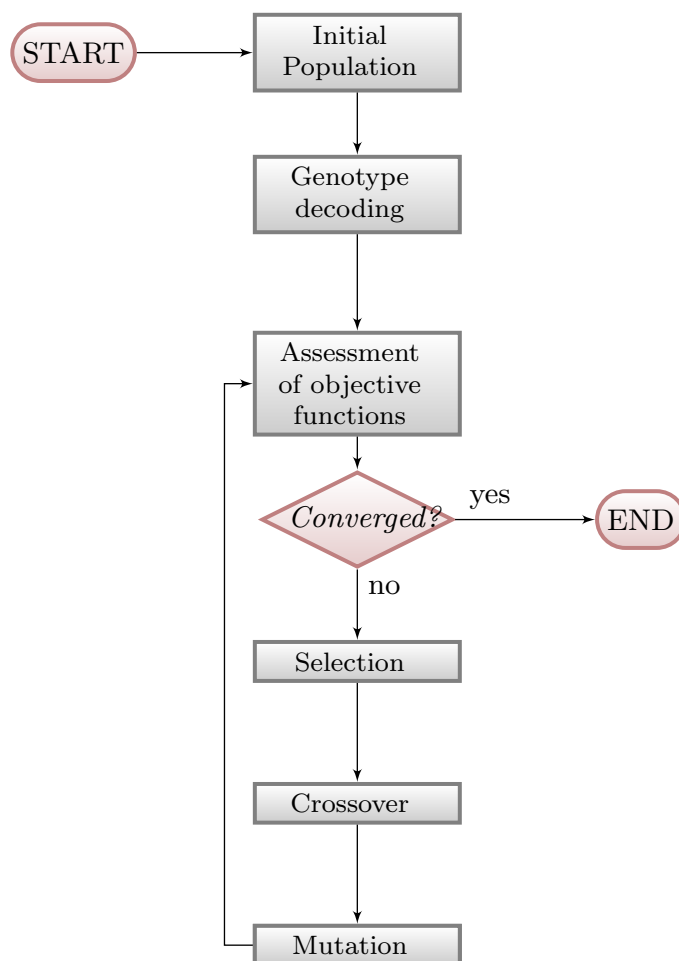 START
Initial
Population
Genotype
decoding
Assessment
of objective
functions
Converged?
yes
END
no
Selection
Crossover
Mutation